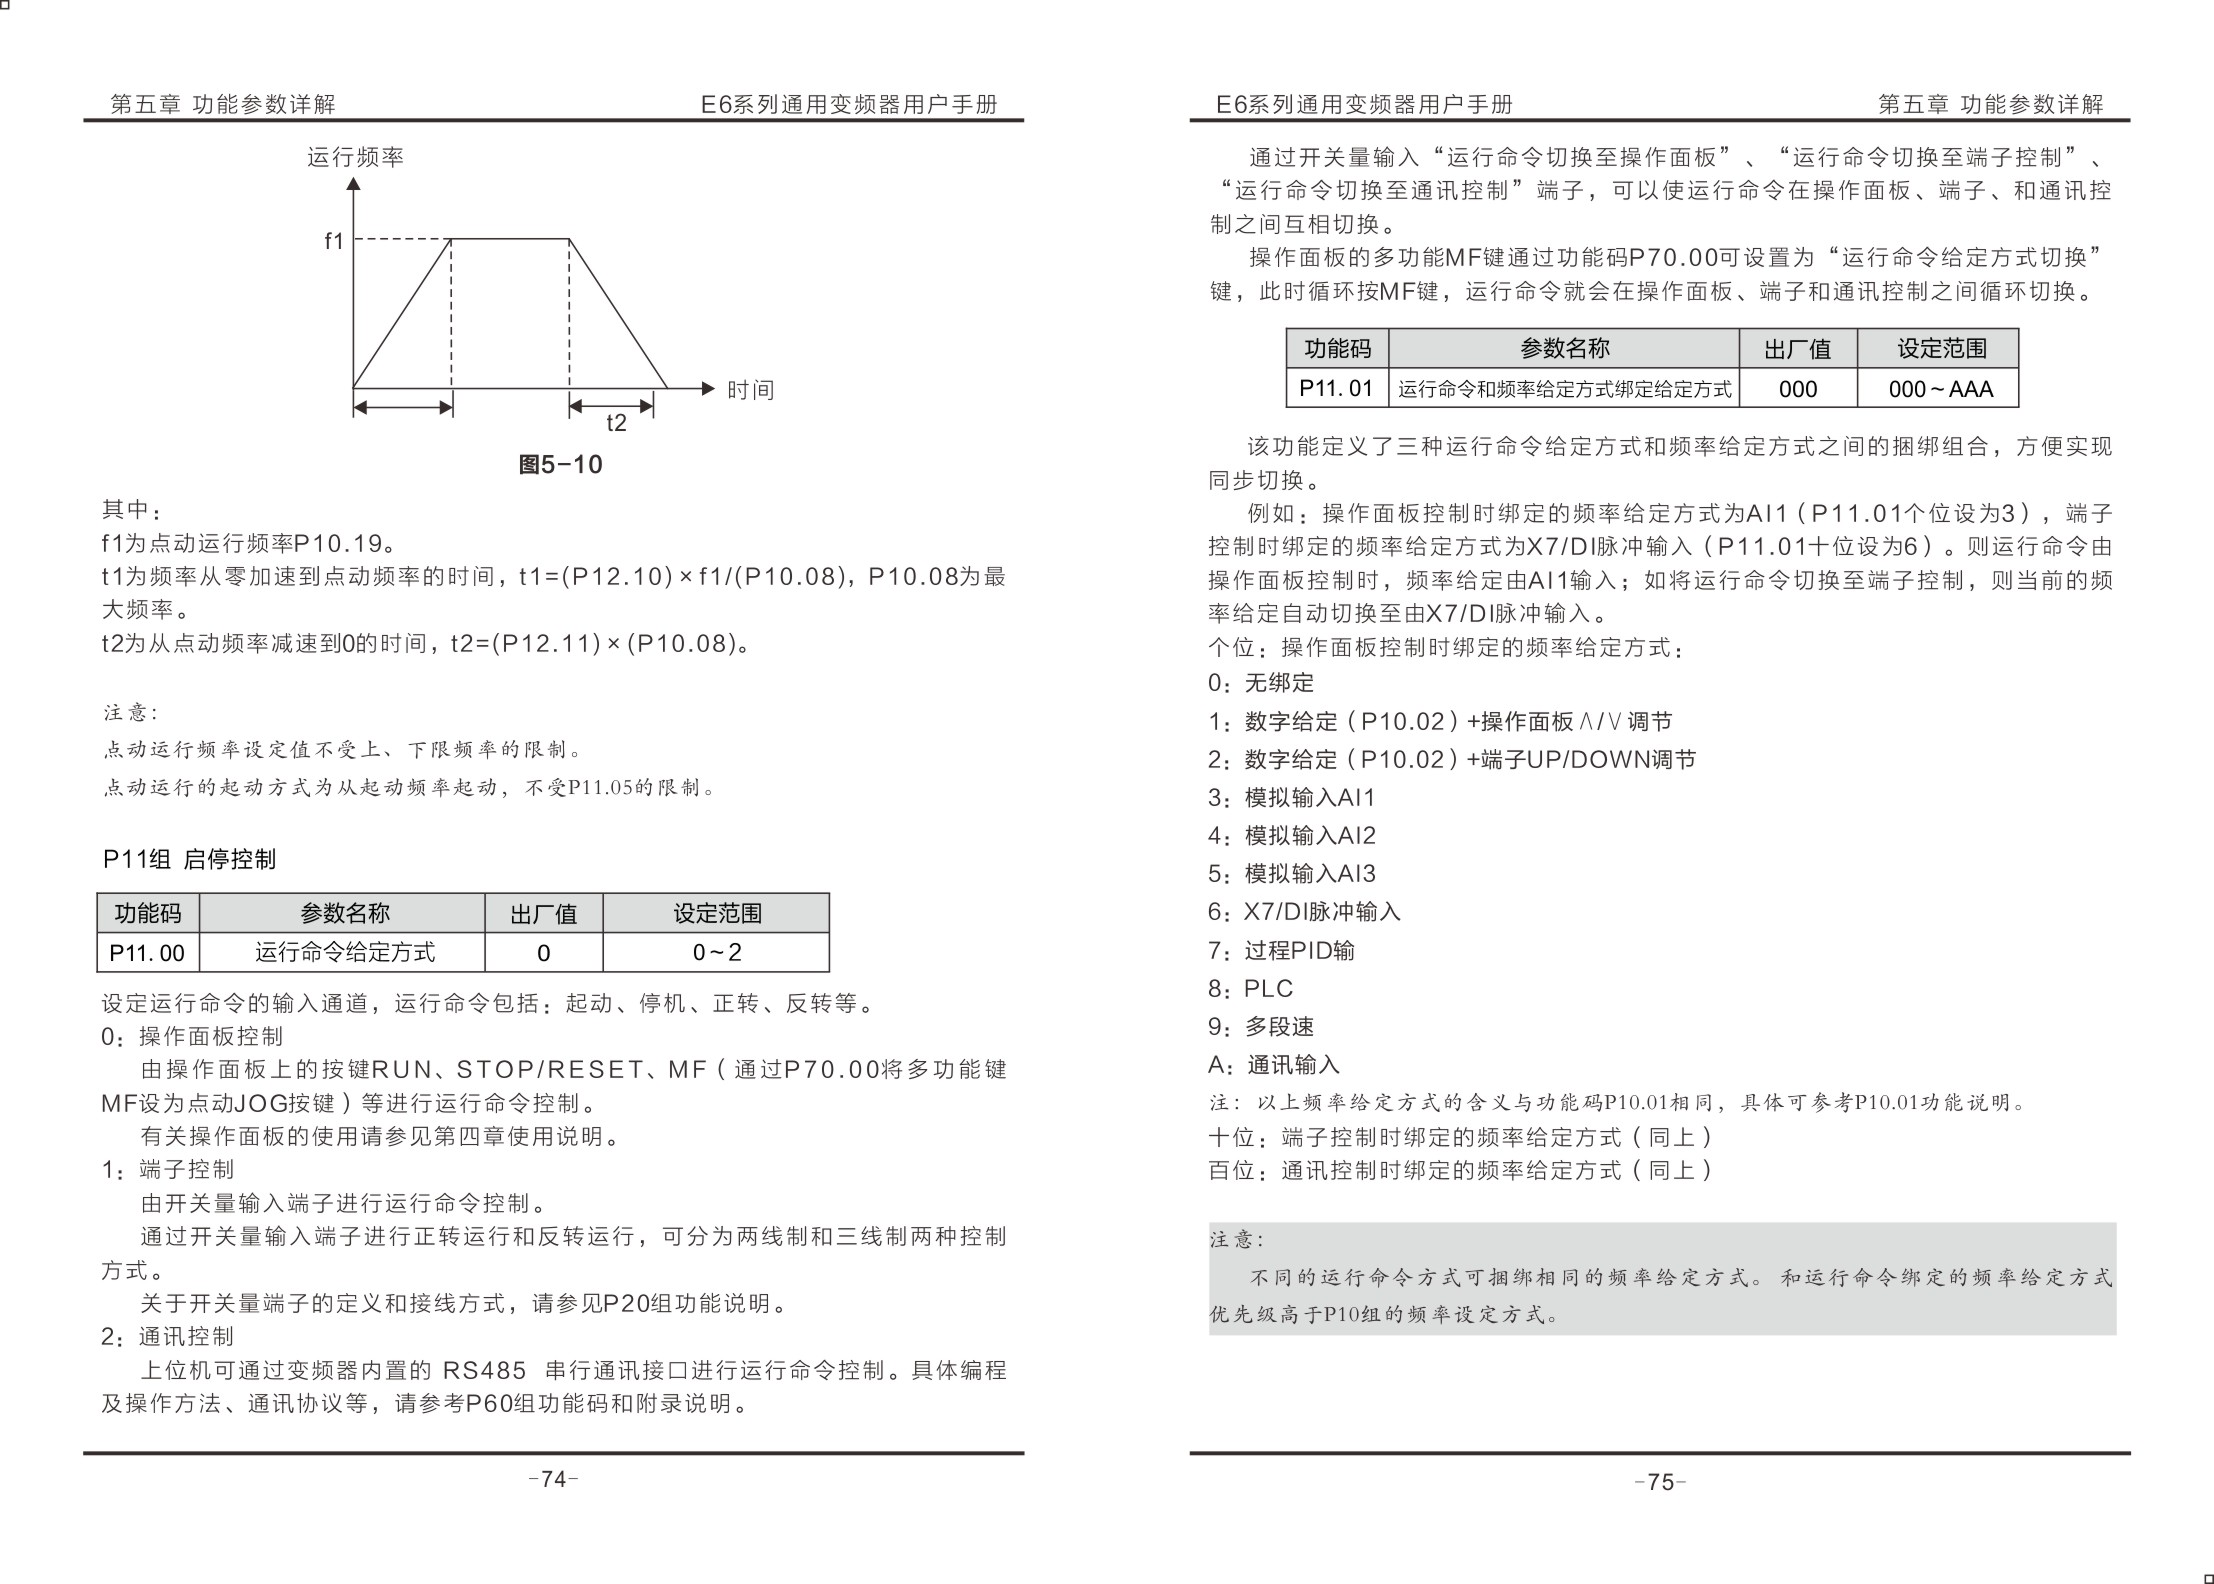 第五章 功能参数详解
E6系列通用变频器用户手册
运行频率
f1
时间
t2
图5-10
其中：
f1为点动运行频率P10.19。
t1为频率从零加速到点动频率的时间，t1=(P12.10)×f1/(P10.08)，P10.08为最
大频率。
t2为从点动频率减速到0的时间，t2=(P12.11)×(P10.08)。
注意：
点动运行频率设定值不受上、下限频率的限制。
点动运行的起动方式为从起动频率起动，不受P11.05的限制。
P11组 启停控制
功能码 参数名称 出厂值 设定范围
P11.00 运行命令给定方式 0 0~2
设定运行命令的输入通道，运行命令包括：起动、停机、正转、反转等。
0：操作面板控制
由操作面板上的按键RUN、STOP/RESET、MF（通过P70.00将多功能键
MF设为点动JOG按键）等进行运行命令控制。
有关操作面板的使用请参见第四章使用说明。
1：端子控制
由开关量输入端子进行运行命令控制。
通过开关量输入端子进行正转运行和反转运行，可分为两线制和三线制两种控制
方式。
关于开关量端子的定义和接线方式，请参见P20组功能说明。
2：通讯控制
上位机可通过变频器内置的 RS485 串行通讯接口进行运行命令控制。具体编程
及操作方法、通讯协议等，请参考P60组功能码和附录说明。
-74-
E6系列通用变频器用户手册
第五章 功能参数详解
通过开关量输入“运行命令切换至操作面板”、“运行命令切换至端子控制”、
“运行命令切换至通讯控制”端子，可以使运行命令在操作面板、端子、和通讯控
制之间互相切换。
操作面板的多功能MF键通过功能码P70.00可设置为“运行命令给定方式切换”
键，此时循环按MF键，运行命令就会在操作面板、端子和通讯控制之间循环切换。
功能码 参数名称 出厂值 设定范围
P11.01 运行命令和频率给定方式绑定给定方式 000 000~AAA
该功能定义了三种运行命令给定方式和频率给定方式之间的捆绑组合，方便实现
同步切换。
例如：操作面板控制时绑定的频率给定方式为AI1（P11.01个位设为3），端子
控制时绑定的频率给定方式为X7/DI脉冲输入（P11.01十位设为6）。则运行命令由
操作面板控制时，频率给定由AI1输入；如将运行命令切换至端子控制，则当前的频
率给定自动切换至由X7/DI脉冲输入。
个位：操作面板控制时绑定的频率给定方式：
0：无绑定
1：数字给定（P10.02）+操作面板∧/∨调节
2：数字给定（P10.02）+端子UP/DOWN调节
3：模拟输入AI1
4：模拟输入AI2
5：模拟输入AI3
6：X7/DI脉冲输入
7：过程PID输
8：PLC
9：多段速
A：通讯输入
注：以上频率给定方式的含义与功能码P10.01相同，具体可参考P10.01功能说明。
十位：端子控制时绑定的频率给定方式（同上）
百位：通讯控制时绑定的频率给定方式（同上）
注意：
不同的运行命令方式可捆绑相同的频率给定方式。 和运行命令绑定的频率给定方式
优先级高于P10组的频率设定方式。
-75-